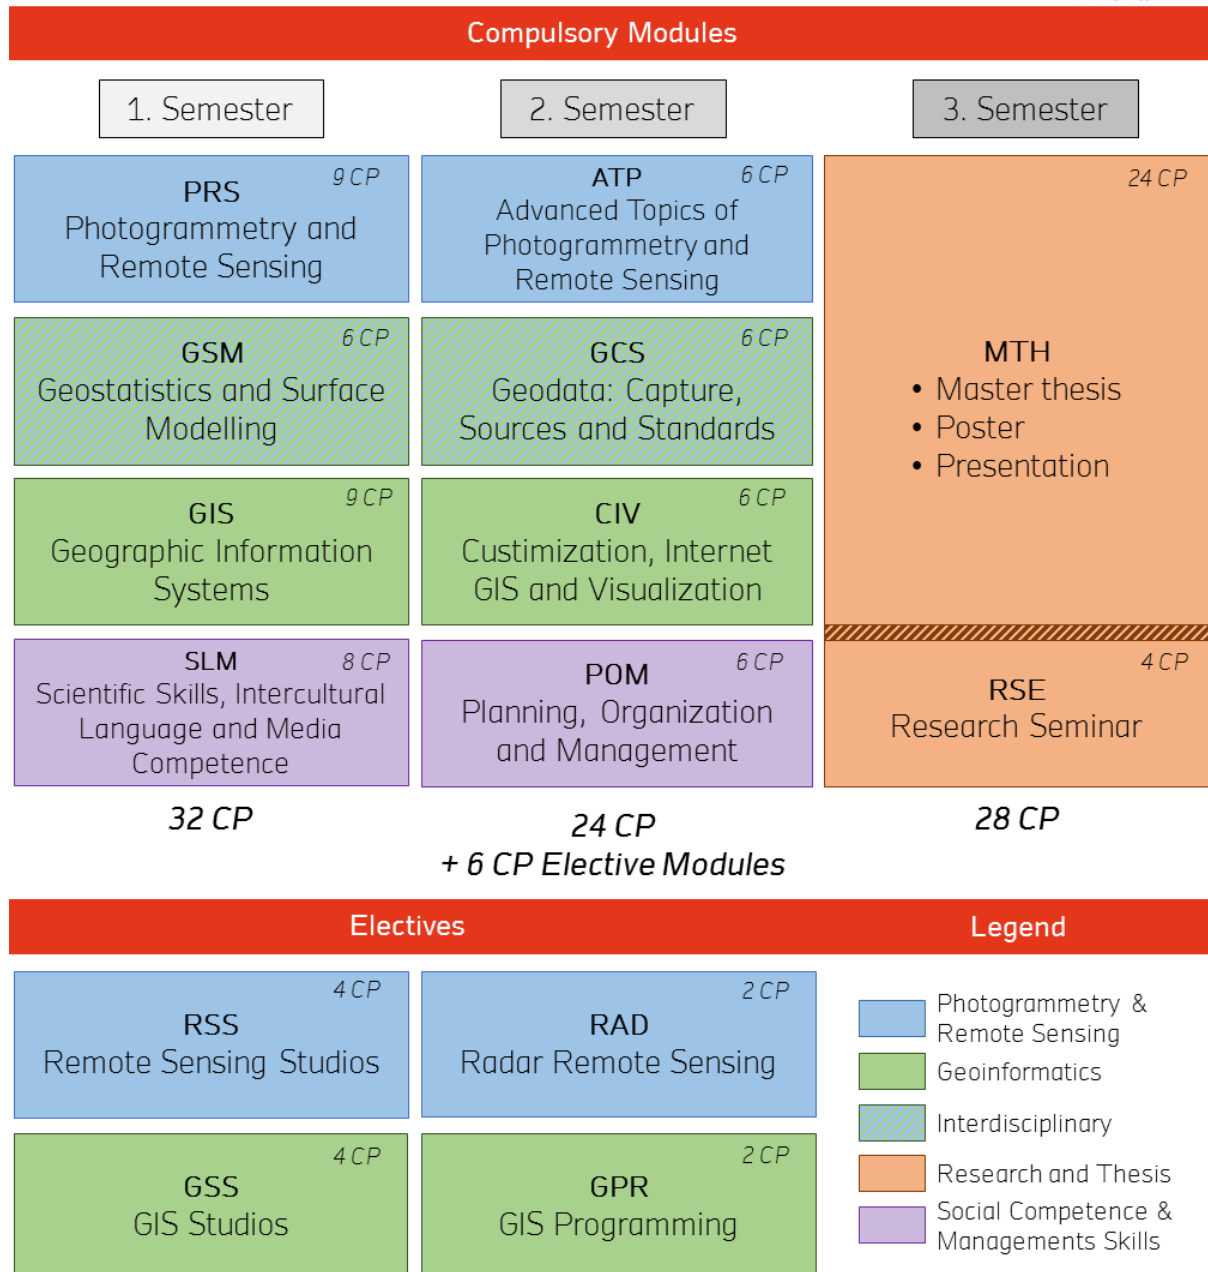 Compulsory Modules
1. Semester
2. Semester
3. Semester
9 CP
PRS
Photogrammetry and
Remote Sensing
6 CP
ATP
Advanced Topics of
Photogrammetry and
Remote Sensing
24 CP
MTH
• Master thesis
• Poster
• Presentation
6 CP
GSM
Geostatistics and Surface
Modelling
6 CP
GCS
Geodata: Capture,
Sources and Standards
9 CP
GIS
Geographic Information
Systems
6 CP
CIV
Custimization, Internet
GIS and Visualization
SLM
8 CP
Scientific Skills, Intercultural
Language and Media
Competence
6 CP
POM
Planning, Organization
and Management
4 CP
RSE
Research Seminar
32 CP
24 CP
+ 6 CP Elective Modules
28 CP
Electives
Legend
4 CP
RSS
Remote Sensing Studios
2 CP
RAD
Radar Remote Sensing
4 CP
GSS
GIS Studios
2 CP
GPR
GIS Programming
Photogrammetry &
Remote Sensing
Geoinformatics
Interdisciplinary
Research and Thesis
Social Competence &
Managements Skills